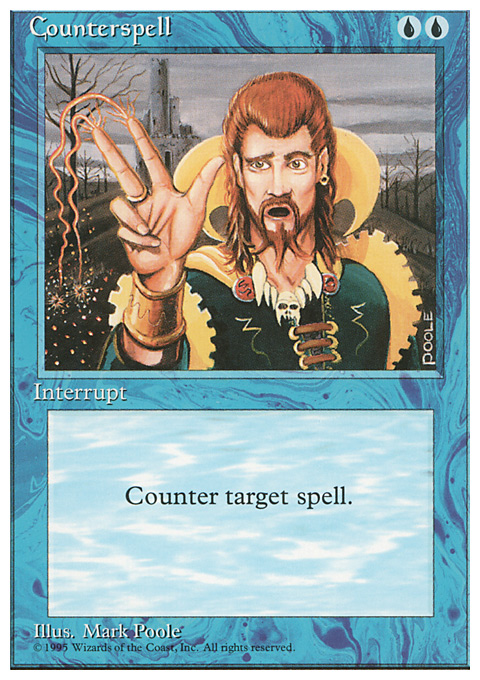 Counterspell
POOLE
Interrupt
Counter target spell.
Illus. Mark Poole
© 1995 Wizards of the Coast, Inc. All rights reserved.